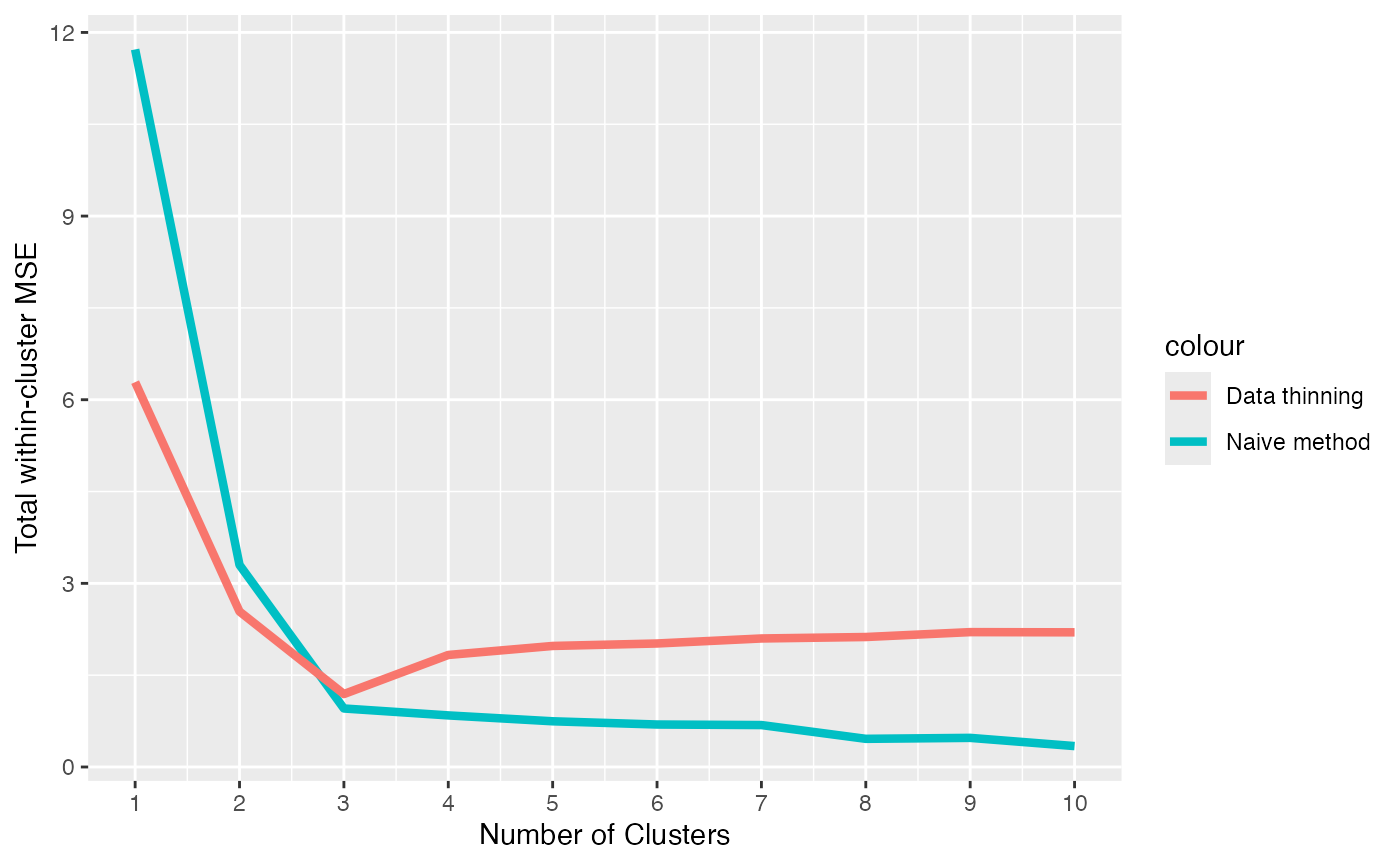 12
9
6
3
0
Total within-cluster MSE
1 2 3 4 5 6 7 8 9 10
Number of Clusters
colour
Data thinning
Naive method